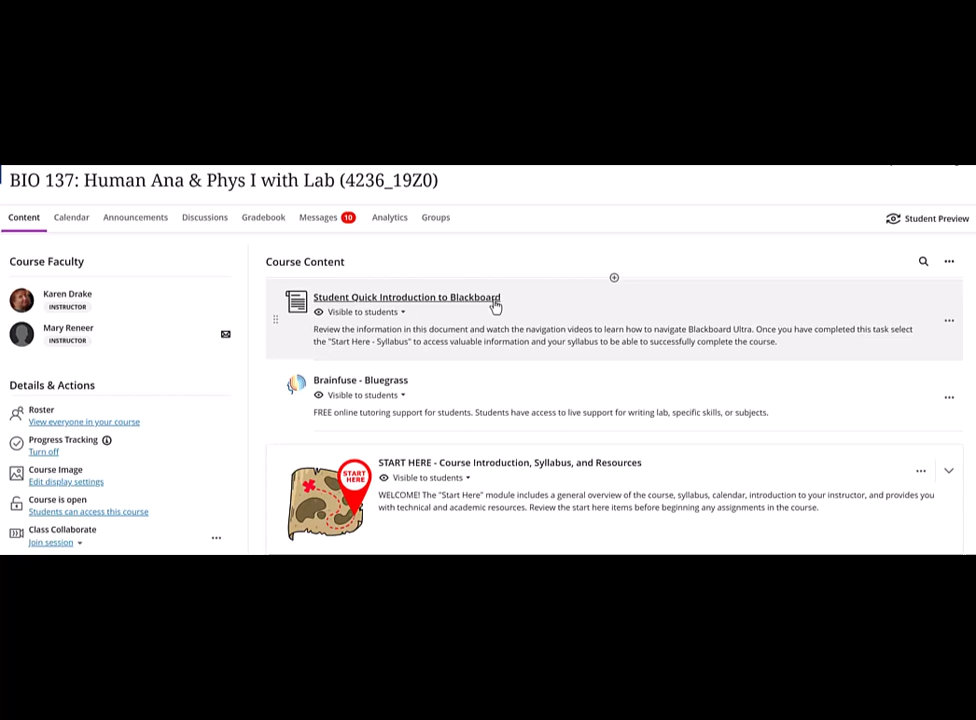 BIO 137: Human Ana & Phys I with Lab (4236_19Z0)
Content Calendar Announcements Discussions Gradebook Messages 10 Analytics Groups Student Preview
Course Faculty
Karen Drake
INSTRUCTOR
Mary Reneer
INSTRUCTOR
Details & Actions
Roster
View everyone in your course
Progress Tracking
Turn off
Course Image
Edit display settings
Course is open
Students can access this course
Class Collaborate
Join session
Course Content
Student Quick Introduction to Blackboard
Visible to students
Review the information in this document and watch the navigation videos to learn how to navigate Blackboard Ultra. Once you have completed this task select
the "Start Here - Syllabus" to access valuable information and your syllabus to be able to successfully complete the course.
Brainfuse - Bluegrass
Visible to students
FREE online tutoring support for students. Students have access to live support for writing lab, specific skills, or subjects.
START
HERE
START HERE - Course Introduction, Syllabus, and Resources
Visible to students
WELCOME! The "Start Here" module includes a general overview of the course, syllabus, calendar, introduction to your instructor, and provides you
with technical and academic resources. Review the start here items before beginning any assignments in the course.